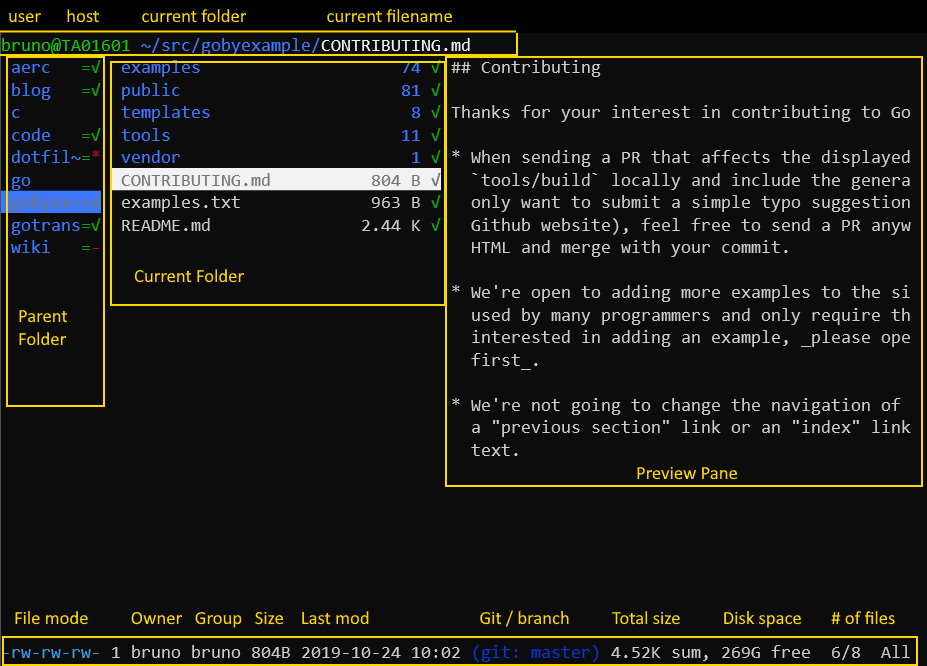 user host current folder current filename
bruno@TA01601 ~/src/gobyexample/CONTRIBUTING.md
aerc =√
blog =√
c
code =√
dotfil~=*
go
gotrans=√
wiki =-
Parent
Folder
examples 74 √
public 81 √
templates 8 √
tools 11 √
vendor 1 √
CONTRIBUTING.md 804 B √
examples.txt 963 B √
README.md 2.44 K √
Current Folder
## Contributing
Thanks for your interest in contributing to Go
* When sending a PR that affects the displayed
`tools/build` locally and include the genera
only want to submit a simple typo suggestion
Github website), feel free to send a PR anyw
HTML and merge with your commit.
* We're open to adding more examples to the si
used by many programmers and only require th
interested in adding an example, _please ope
first_.
* We're not going to change the navigation of
a "previous section" link or an "index" link
text.
Preview Pane
File mode Owner Group Size Last mod Git / branch Total size Disk space # of files
-rw-rw-rw- 1 bruno bruno 804B 2019-10-24 10:02 (git: master) 4.52K sum, 269G free 6/8 All